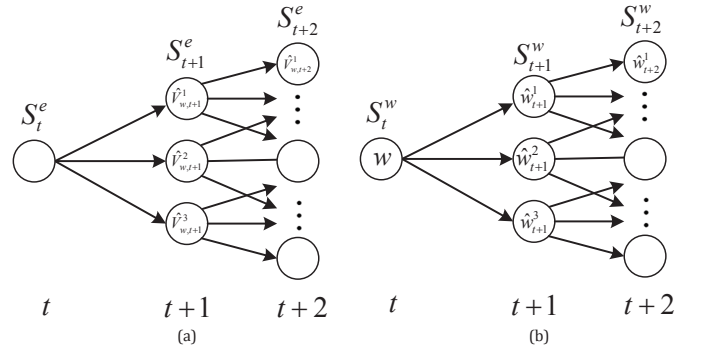 S^e_{t+2} S^w_{t+2}
S^e_{t+1} S^w_{t+1}
V̂^1_{w,t+2} ŵ^1_{t+2}
S^e_t V̂^1_{w,t+1} S^w_t ŵ^1_{t+1}
V̂^2_{w,t+1} w ŵ^2_{t+1}
V̂^3_{w,t+1} ŵ^3_{t+1}
t t+1 t+2 t t+1 t+2
(a) (b)